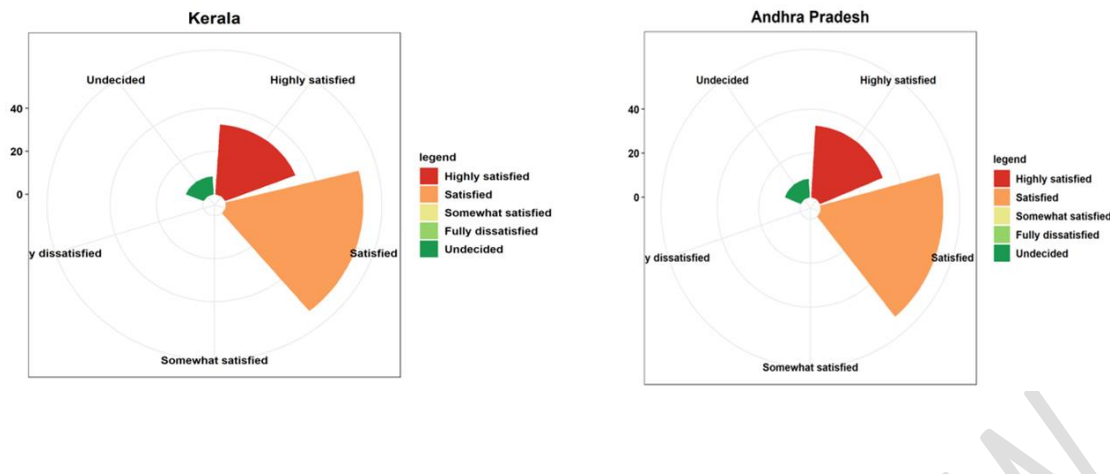 Kerala
Undecided
Highly satisfied
40
20
0
y dissatisfied
Satisfied
Somewhat satisfied
legend
Highly satisfied
Satisfied
Somewhat satisfied
Fully dissatisfied
Undecided
Andhra Pradesh
Undecided
Highly satisfied
40
20
0
y dissatisfied
Satisfied
Somewhat satisfied
legend
Highly satisfied
Satisfied
Somewhat satisfied
Fully dissatisfied
Undecided